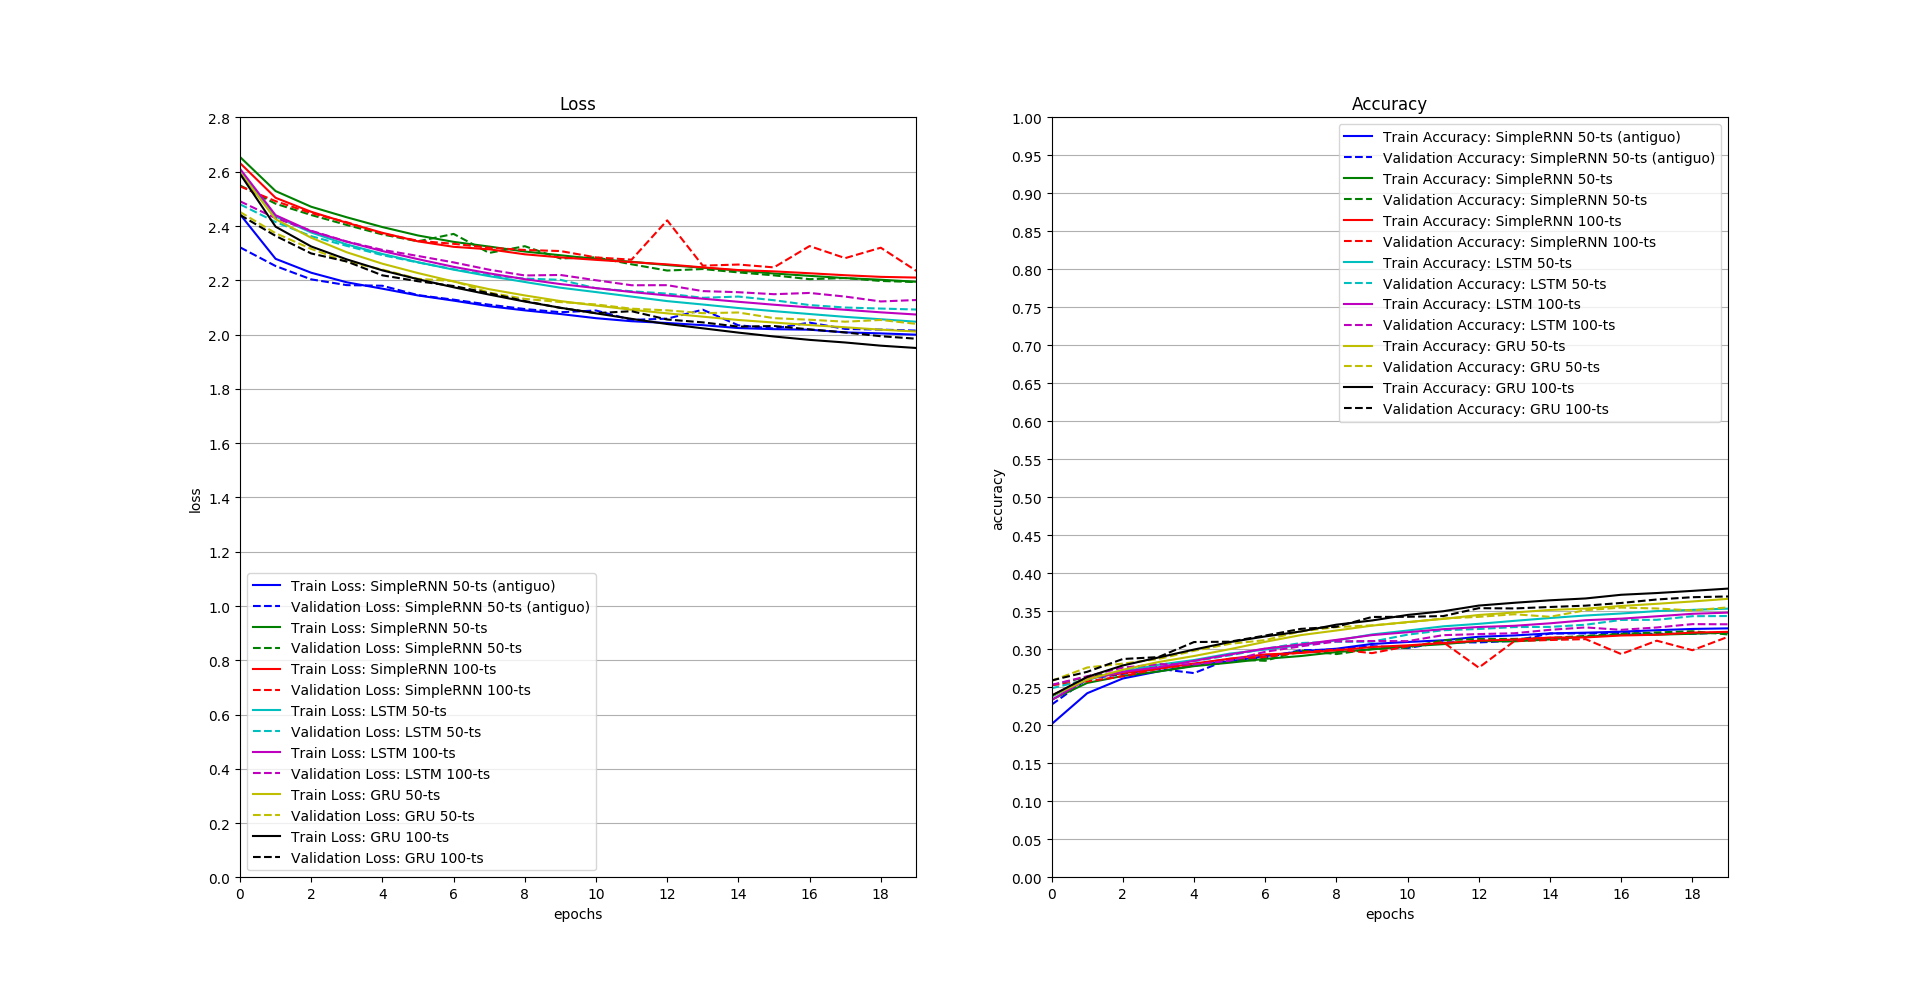 Loss
2.8
2.6
2.4
2.2
2.0
1.8
1.6
1.4
1.2
1.0
0.8
0.6
0.4
0.2
0.0
loss
Train Loss: SimpleRNN 50-ts (antiguo)
Validation Loss: SimpleRNN 50-ts (antiguo)
Train Loss: SimpleRNN 50-ts
Validation Loss: SimpleRNN 50-ts
Train Loss: SimpleRNN 100-ts
Validation Loss: SimpleRNN 100-ts
Train Loss: LSTM 50-ts
Validation Loss: LSTM 50-ts
Train Loss: LSTM 100-ts
Validation Loss: LSTM 100-ts
Train Loss: GRU 50-ts
Validation Loss: GRU 50-ts
Train Loss: GRU 100-ts
Validation Loss: GRU 100-ts
0 2 4 6 8 10 12 14 16 18
epochs
Accuracy
1.00
0.95
0.90
0.85
0.80
0.75
0.70
0.65
0.60
0.55
0.50
0.45
0.40
0.35
0.30
0.25
0.20
0.15
0.10
0.05
0.00
accuracy
Train Accuracy: SimpleRNN 50-ts (antiguo)
Validation Accuracy: SimpleRNN 50-ts (antiguo)
Train Accuracy: SimpleRNN 50-ts
Validation Accuracy: SimpleRNN 50-ts
Train Accuracy: SimpleRNN 100-ts
Validation Accuracy: SimpleRNN 100-ts
Train Accuracy: LSTM 50-ts
Validation Accuracy: LSTM 50-ts
Train Accuracy: LSTM 100-ts
Validation Accuracy: LSTM 100-ts
Train Accuracy: GRU 50-ts
Validation Accuracy: GRU 50-ts
Train Accuracy: GRU 100-ts
Validation Accuracy: GRU 100-ts
0 2 4 6 8 10 12 14 16 18
epochs